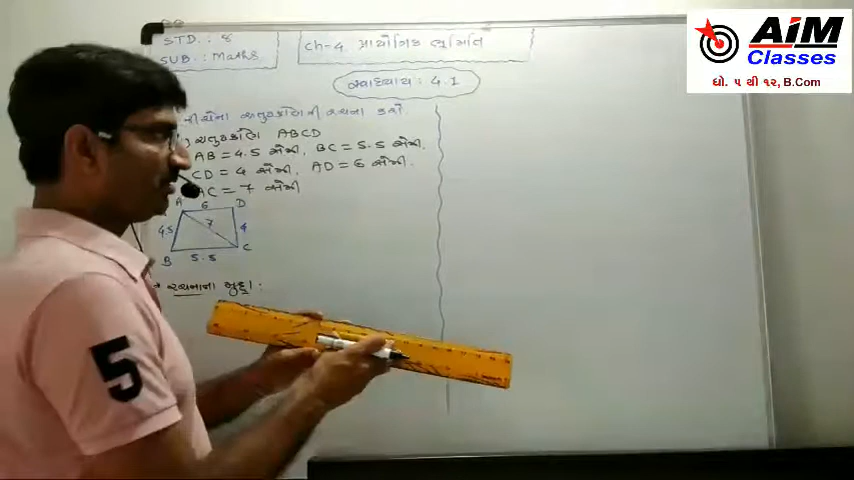 STD. : 8
SUB. : Maths
Ch-4. પ્રાયોગિક ભૂમિતિ
સ્વાધ્યાય : 4.1
નીચેના ચતુષ્કોણની રચના કરો.
ચતુષ્કોણ ABCD
AB = 4.5 સેમી, BC = 5.5 સેમી.
CD = 4 સેમી, AD = 6 સેમી.
AC = 7 સેમી
A 6 D
4.5 7 4
B 5.5 C
→ રચનાના મુદ્દા :
AiM
Classes
ધો. ૫ થી ૧૨, B.Com
55